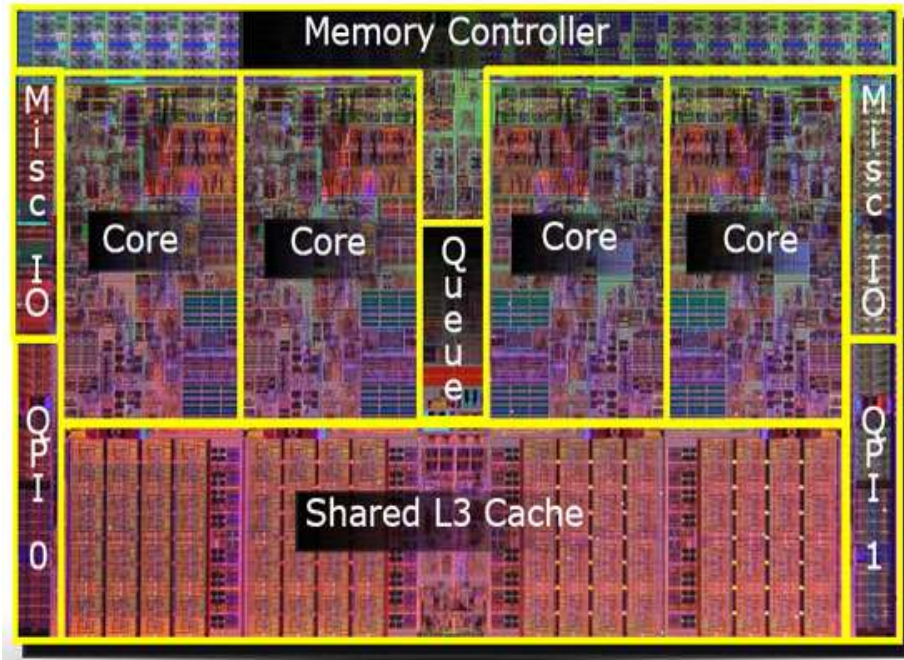 Memory Controller
Misc IO
Core
Core
Queue
Core
Core
Misc IO
QPI 0
Shared L3 Cache
QPI 1